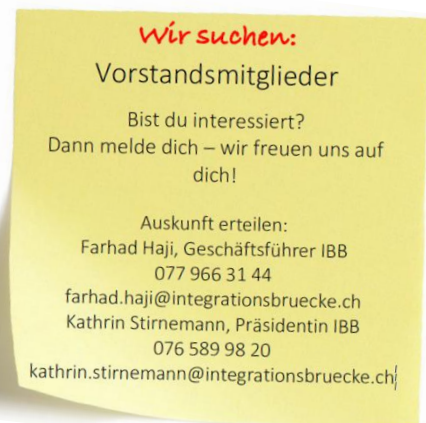 Wir suchen:
Vorstandsmitglieder
Bist du interessiert?
Dann melde dich – wir freuen uns auf
dich!
Auskunft erteilen:
Farhad Haji, Geschäftsführer IBB
077 966 31 44
farhad.haji@integrationsbruecke.ch
Kathrin Stirnemann, Präsidentin IBB
076 589 98 20
kathrin.stirnemann@integrationsbruecke.ch